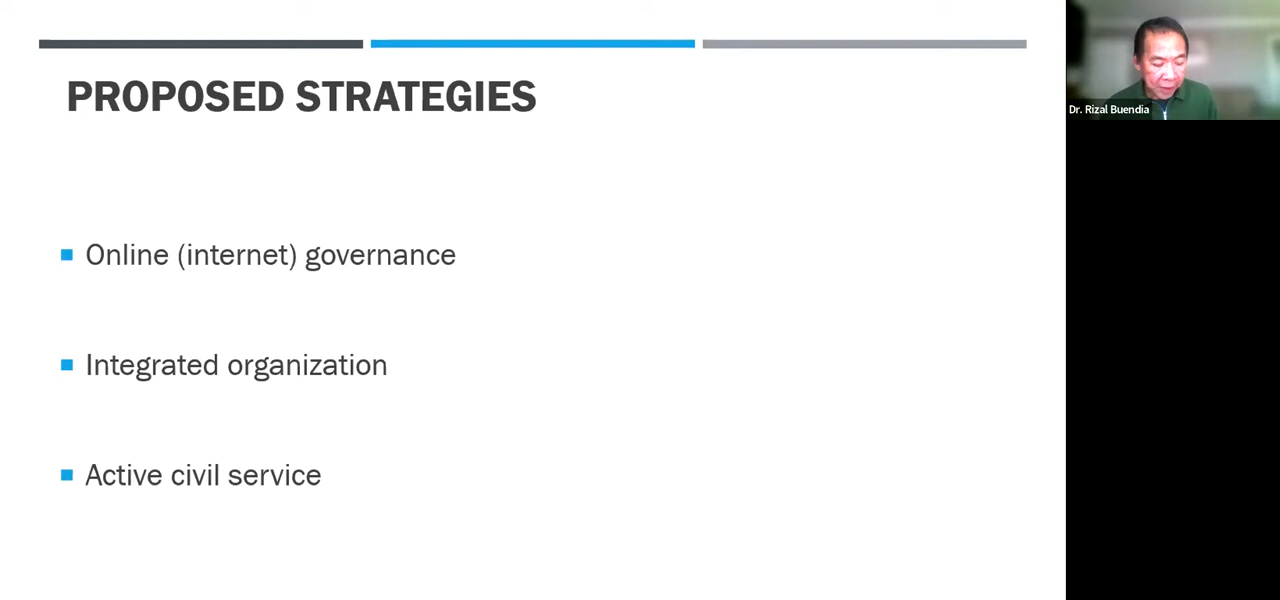 PROPOSED STRATEGIES
Online (internet) governance
Integrated organization
Active civil service
Dr. Rizal Buendia